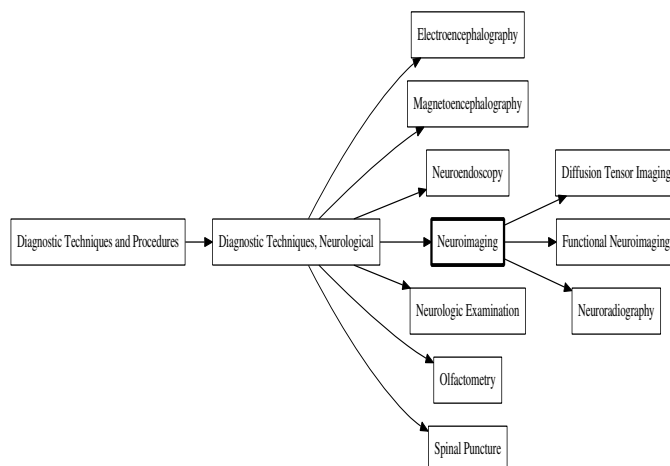 Electroencephalography
Magnetoencephalography
Neuroendoscopy
Diffusion Tensor Imaging
Diagnostic Techniques and Procedures
Diagnostic Techniques, Neurological
Neuroimaging
Functional Neuroimaging
Neurologic Examination
Neuroradiography
Olfactometry
Spinal Puncture